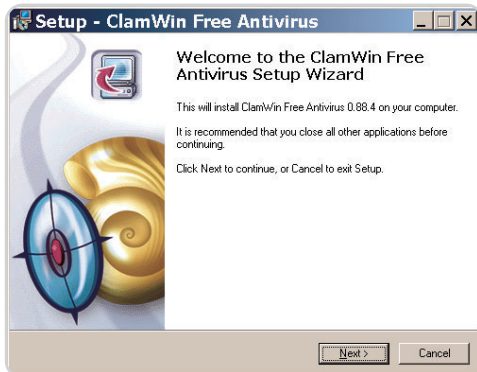 Setup - ClamWin Free Antivirus
Welcome to the ClamWin Free
Antivirus Setup Wizard
This will install ClamWin Free Antivirus 0.88.4 on your computer.
It is recommended that you close all other applications before
continuing.
Click Next to continue, or Cancel to exit Setup.
Next > Cancel